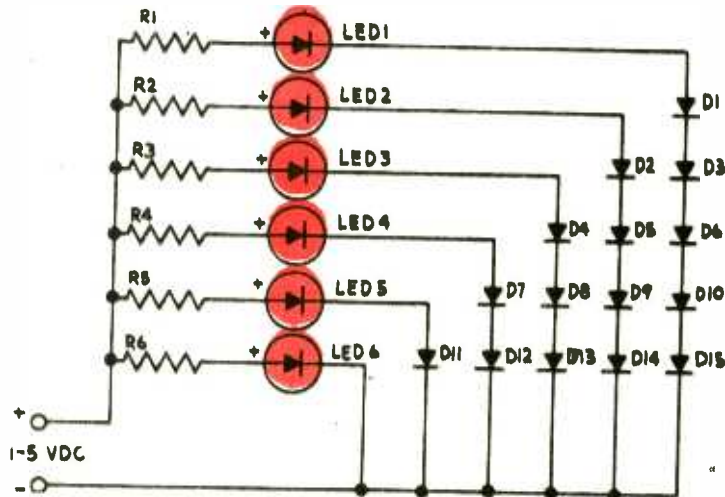 R1
+
LED1
D1
R2
+
LED2
D2
D3
R3
+
LED3
D4
D5
D6
R4
+
LED4
D7
D8
D9
D10
R5
+
LED5
D11
D12
D13
D14
D15
R6
+
LED6
+
1-5 VDC
-